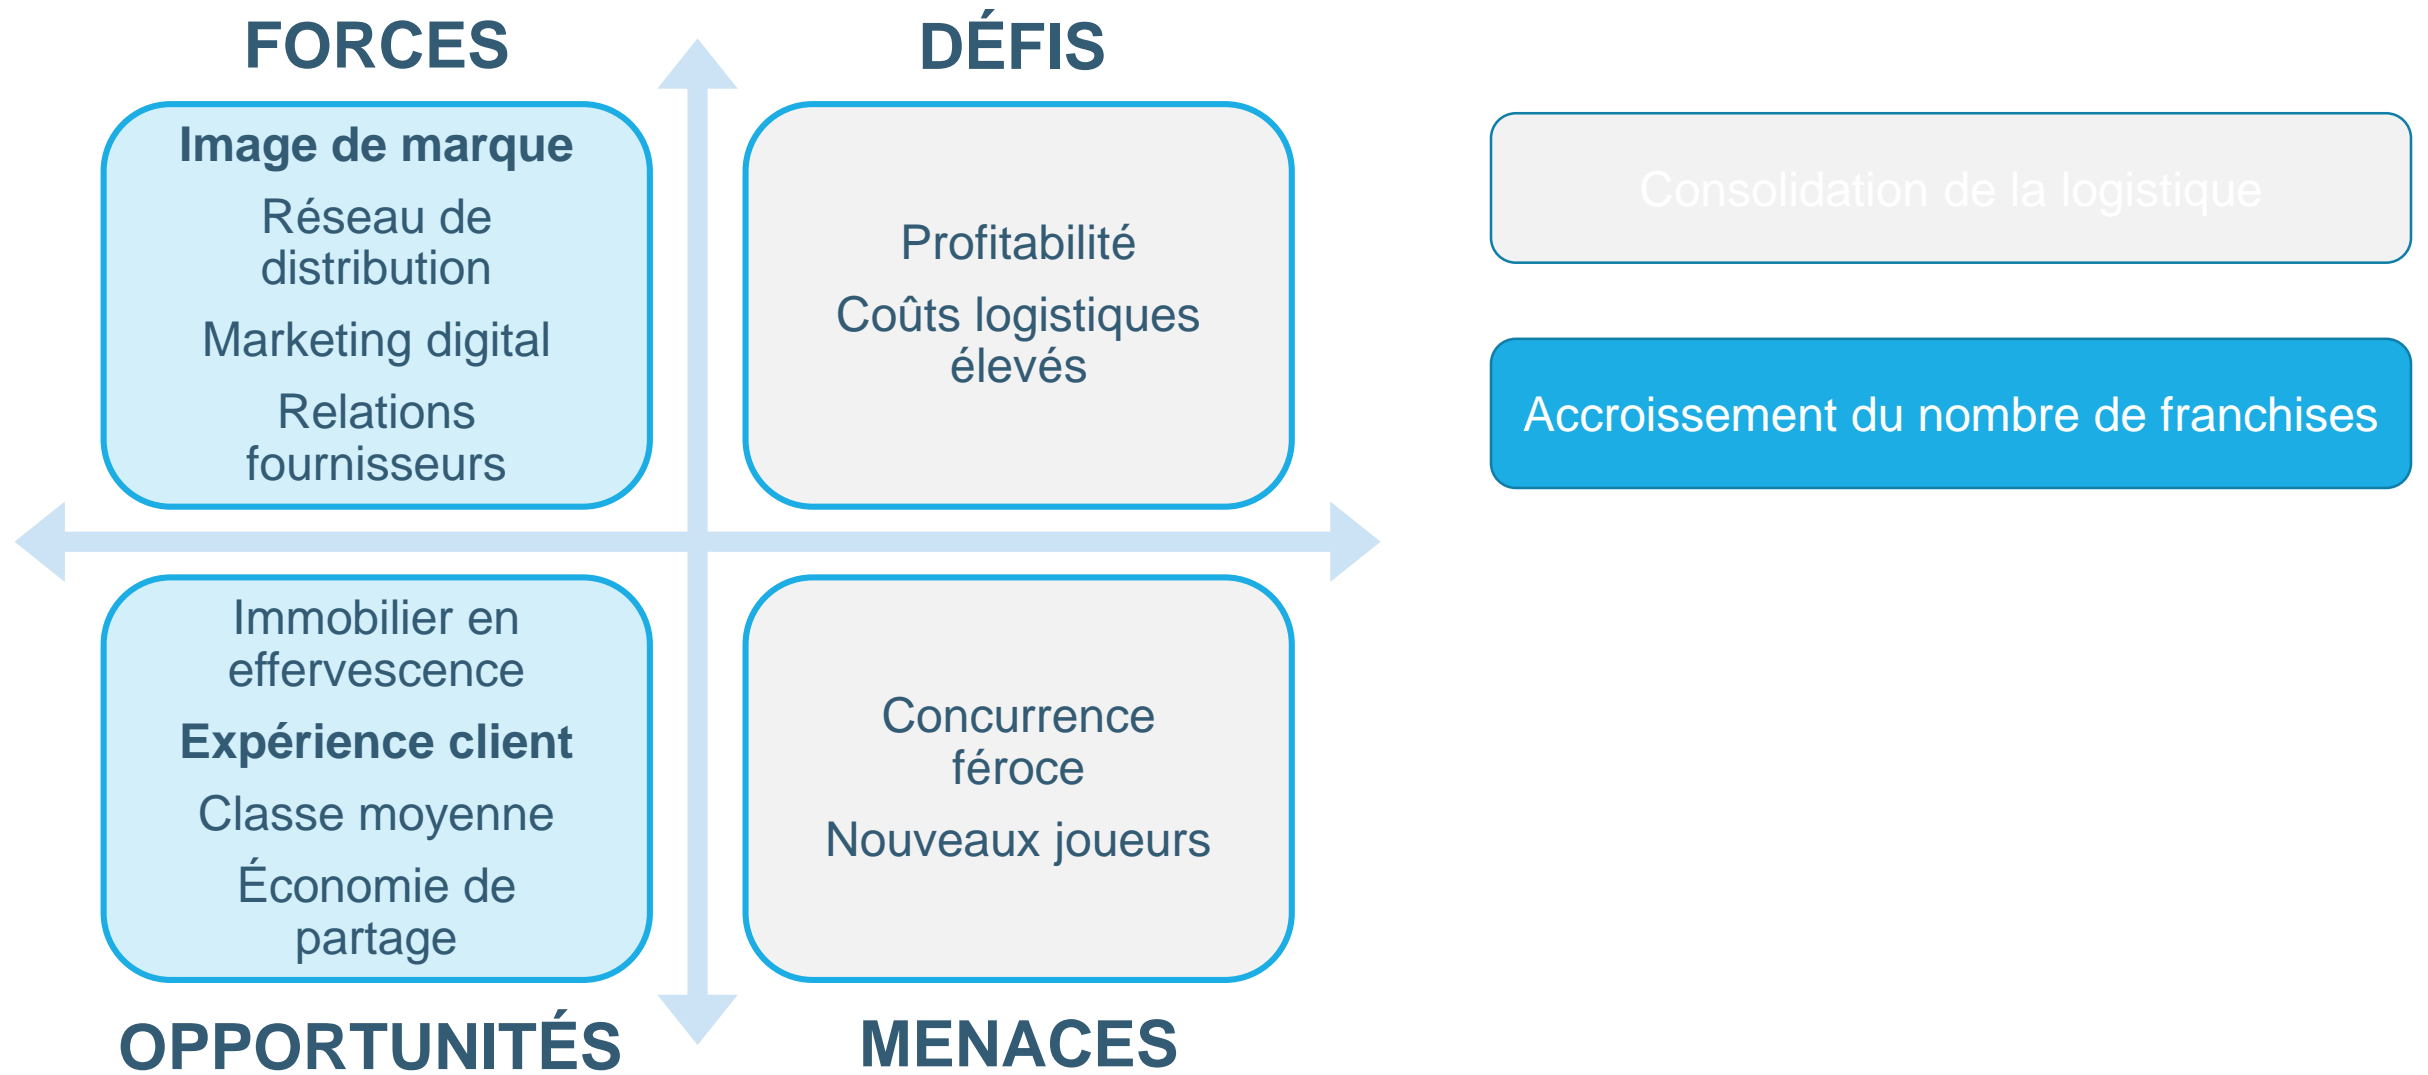 FORCES
Image de marque
Réseau de
distribution
Marketing digital
Relations
fournisseurs
DÉFIS
Profitabilité
Coûts logistiques
élevés
Immobilier en
effervescence
Expérience client
Classe moyenne
Économie de
partage
OPPORTUNITÉS
Concurrence
féroce
Nouveaux joueurs
MENACES
Consolidation de la logistique
Accroissement du nombre de franchises